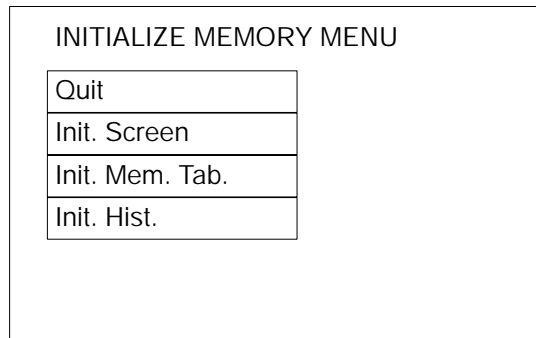 INITIALIZE MEMORY MENU
Quit
Init. Screen
Init. Mem. Tab.
Init. Hist.